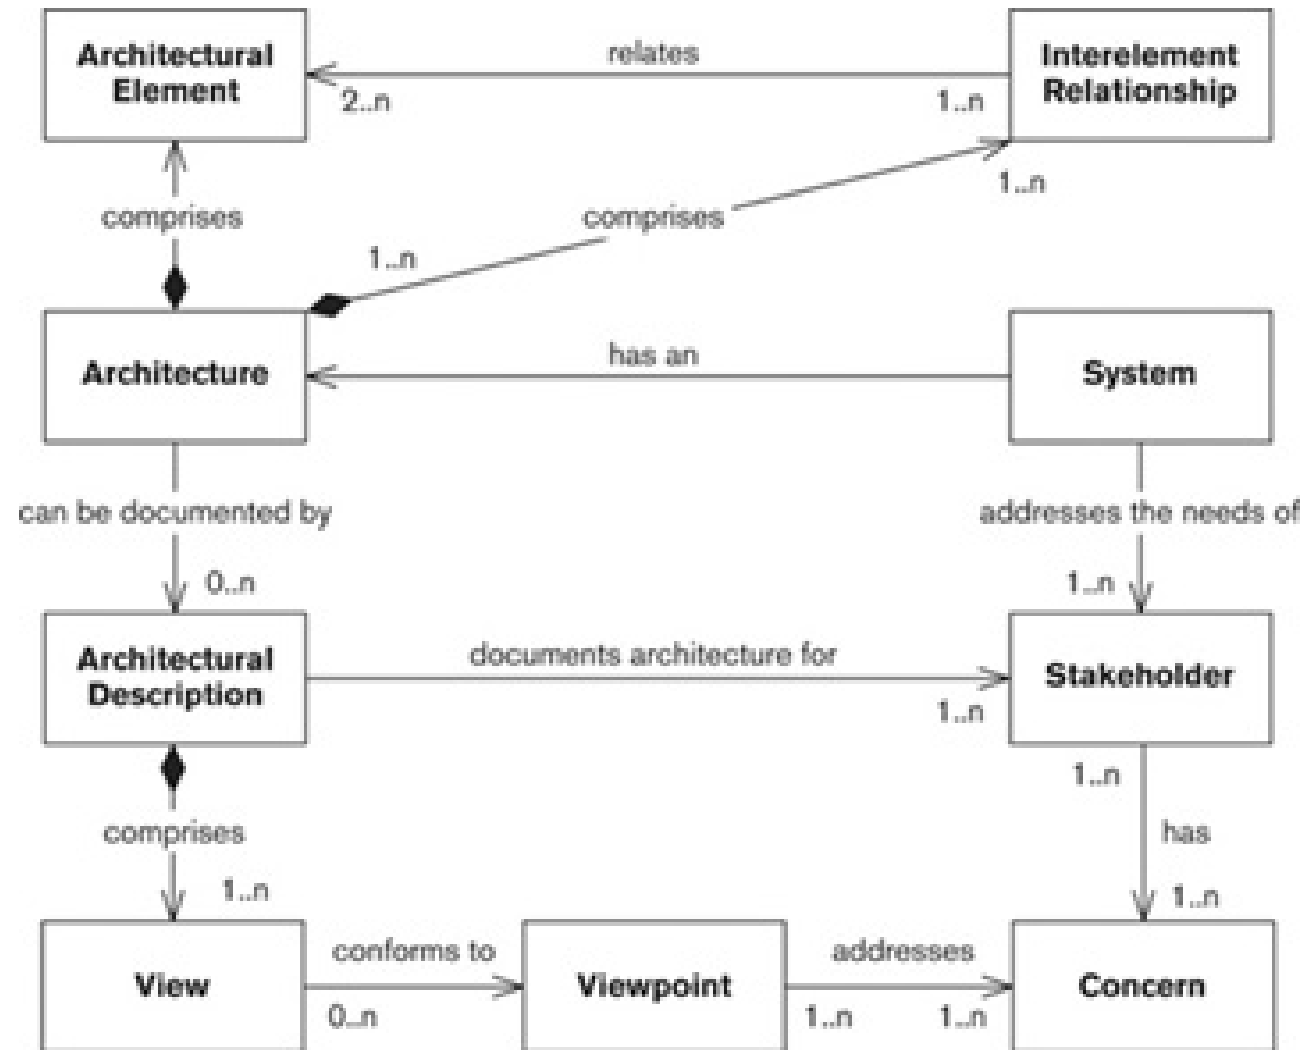 Architectural
Element
relates
2..n
1..n
Interelement
Relationship
comprises
comprises
1..n
1..n
Architecture
has an
System
can be documented by
addresses the needs of
0..n
1..n
Architectural
Description
documents architecture for
1..n
Stakeholder
1..n
comprises
has
1..n
1..n
View
conforms to
0..n
Viewpoint
addresses
1..n
1..n
Concern